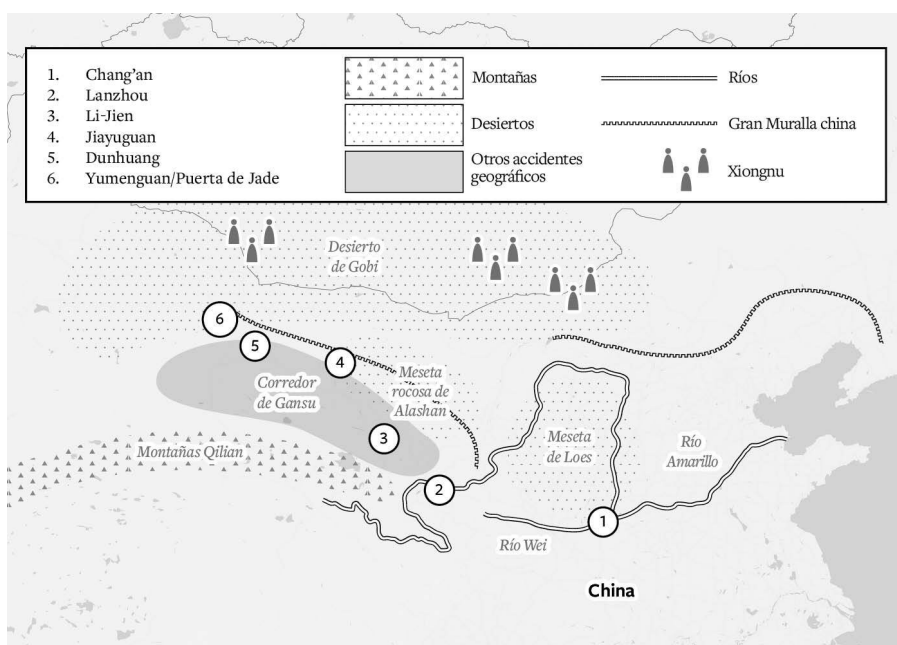 1. Chang’an
2. Lanzhou
3. Li-Jien
4. Jiayuguan
5. Dunhuang
6. Yumenguan/Puerta de Jade
Montañas
Desiertos
Otros accidentes
geográficos
Ríos
Gran Muralla china
Xiongnu
Desierto
de Gobi
6
5
4
Corredor
de Gansu
Meseta
rocosa de
Alashan
3
Montañas Qilian
2
Meseta
de Loes
Río
Amarillo
1
Río Wei
China